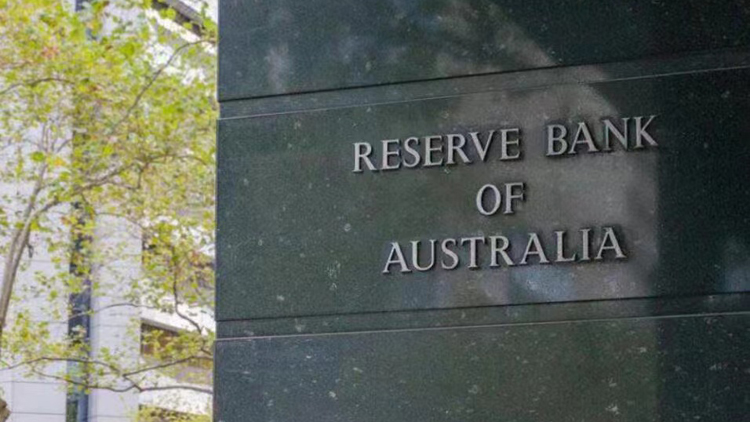 RESERVE BANK
OF
AUSTRALIA